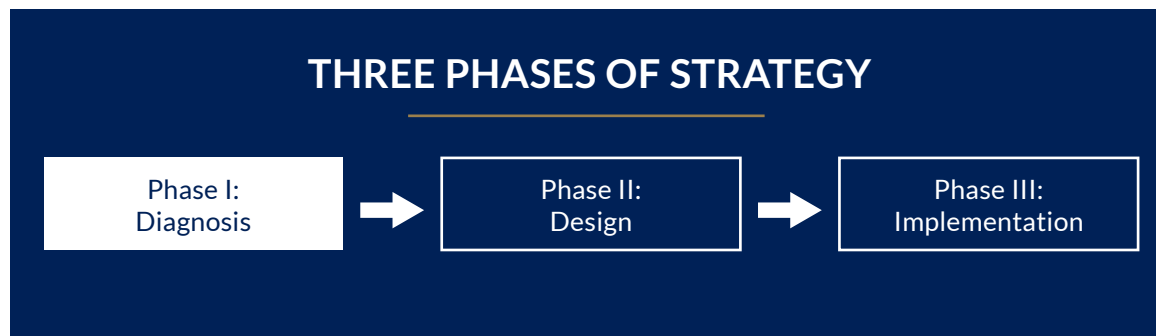 THREE PHASES OF STRATEGY
Phase I:
Diagnosis
Phase II:
Design
Phase III:
Implementation